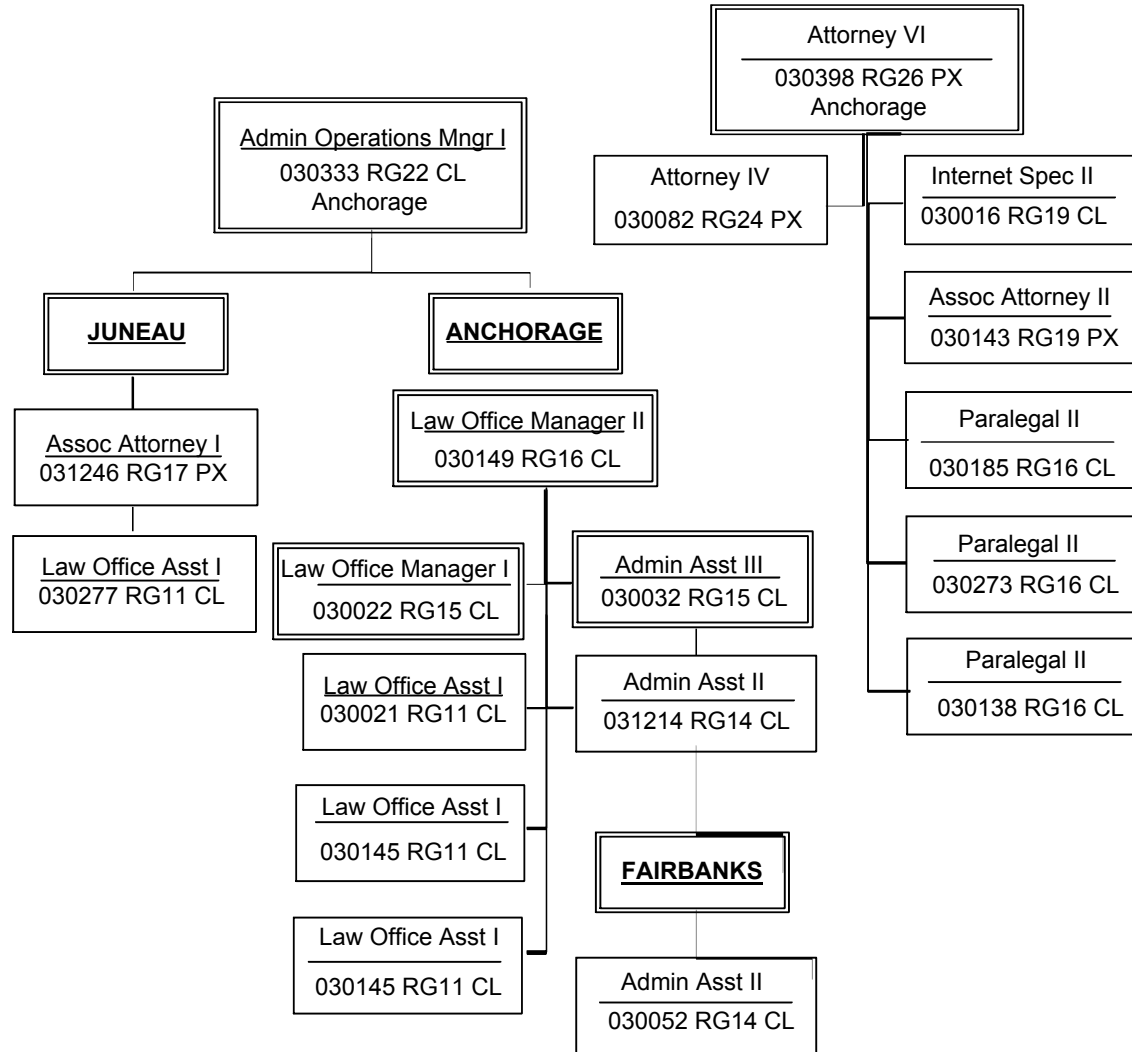 Attorney VI
030398 RG26 PX
Anchorage
Admin Operations Mngr I
030333 RG22 CL
Anchorage
Attorney IV
030082 RG24 PX
Internet Spec II
030016 RG19 CL
JUNEAU
ANCHORAGE
Assoc Attorney II
030143 RG19 PX
Assoc Attorney I
031246 RG17 PX
Law Office Manager II
030149 RG16 CL
Paralegal II
030185 RG16 CL
Law Office Asst I
030277 RG11 CL
Law Office Manager I
030022 RG15 CL
Admin Asst III
030032 RG15 CL
Paralegal II
030273 RG16 CL
Law Office Asst I
030021 RG11 CL
Admin Asst II
031214 RG14 CL
Paralegal II
030138 RG16 CL
Law Office Asst I
030145 RG11 CL
FAIRBANKS
Law Office Asst I
030145 RG11 CL
Admin Asst II
030052 RG14 CL